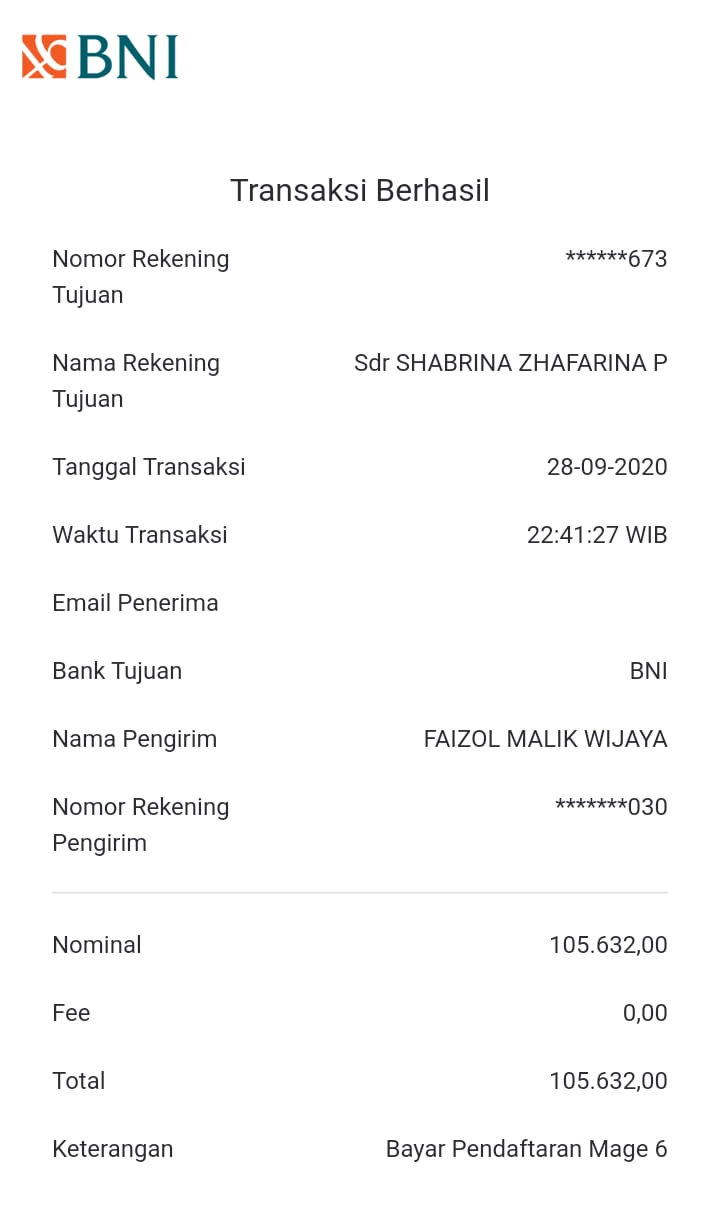 BNI
Transaksi Berhasil
Nomor Rekening Tujuan ******673
Nama Rekening Tujuan Sdr SHABRINA ZHAFARINA P
Tanggal Transaksi 28-09-2020
Waktu Transaksi 22:41:27 WIB
Email Penerima
Bank Tujuan BNI
Nama Pengirim FAIZOL MALIK WIJAYA
Nomor Rekening Pengirim *******030
Nominal 105.632,00
Fee 0,00
Total 105.632,00
Keterangan Bayar Pendaftaran Mage 6